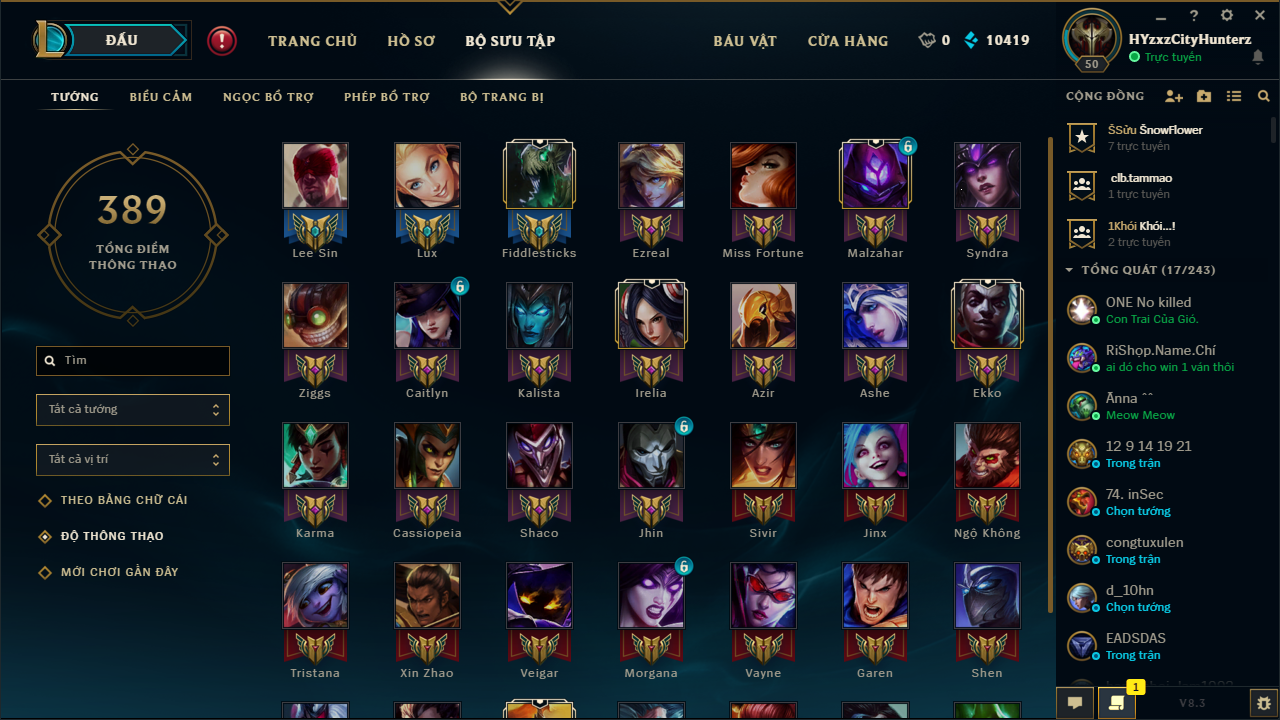 ĐẤU
!
TRANG CHỦ
HỒ SƠ
BỘ SƯU TẬP
BÁU VẬT
CỬA HÀNG
0
10419
50
HYzxzCityHunterz
Trực tuyến
TƯỚNG
BIỂU CẢM
NGỌC BỔ TRỢ
PHÉP BỔ TRỢ
BỘ TRANG BỊ
CỘNG ĐỒNG
389
TỔNG ĐIỂM
THÔNG THẠO
Tìm
Tất cả tướng
Tất cả vị trí
THEO BẢNG CHỮ CÁI
ĐỘ THÔNG THẠO
MỚI CHƠI GẦN ĐÂY
6
Lee Sin
Lux
Fiddlesticks
Ezreal
Miss Fortune
Malzahar
Syndra
6
Ziggs
Caitlyn
Kalista
Irelia
Azir
Ashe
Ekko
6
Karma
Cassiopeia
Shaco
Jhin
Sivir
Jinx
Ngộ Không
6
Tristana
Xin Zhao
Veigar
Morgana
Vayne
Garen
Shen
ŠSửu ŠnowFlower
7 trực tuyến
clb.tammao
1 trực tuyến
1Khói Khói...!
2 trực tuyến
TỔNG QUÁT (17/243)
ONE No killed
Con Trai Của Gió.
RiShọp.Name.Chí
ai dó cho win 1 ván thôi
Ãnna ^^
Meow Meow
12 9 14 19 21
Trong trận
74. inSec
Chọn tướng
congtuxulen
Trong trận
d_10hn
Chọn tướng
EADSDAS
Trong trận
1
V8.3